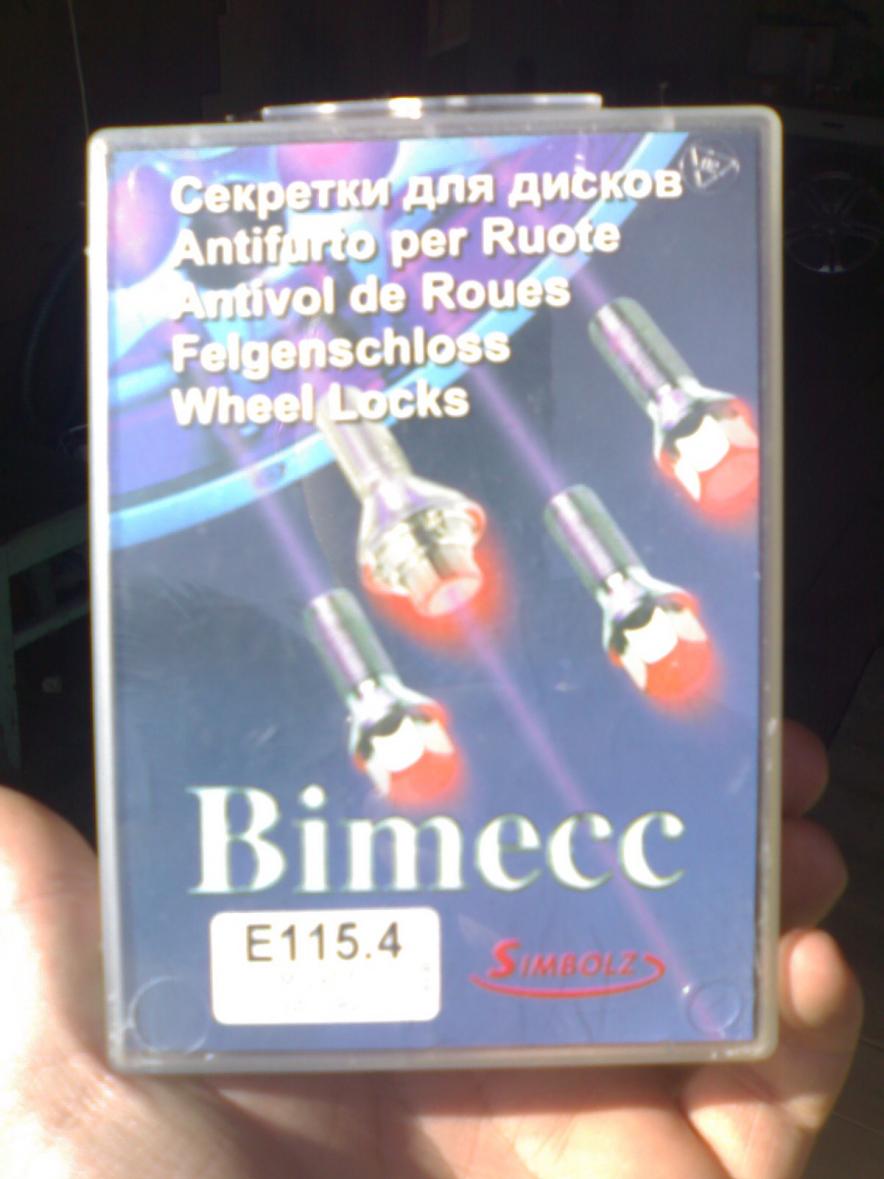 Секретки для дисков
Antifurto per Ruote
Antivol de Roues
Felgenschloss
Wheel Locks
Bimecc
E115.4
SIMBOLZ